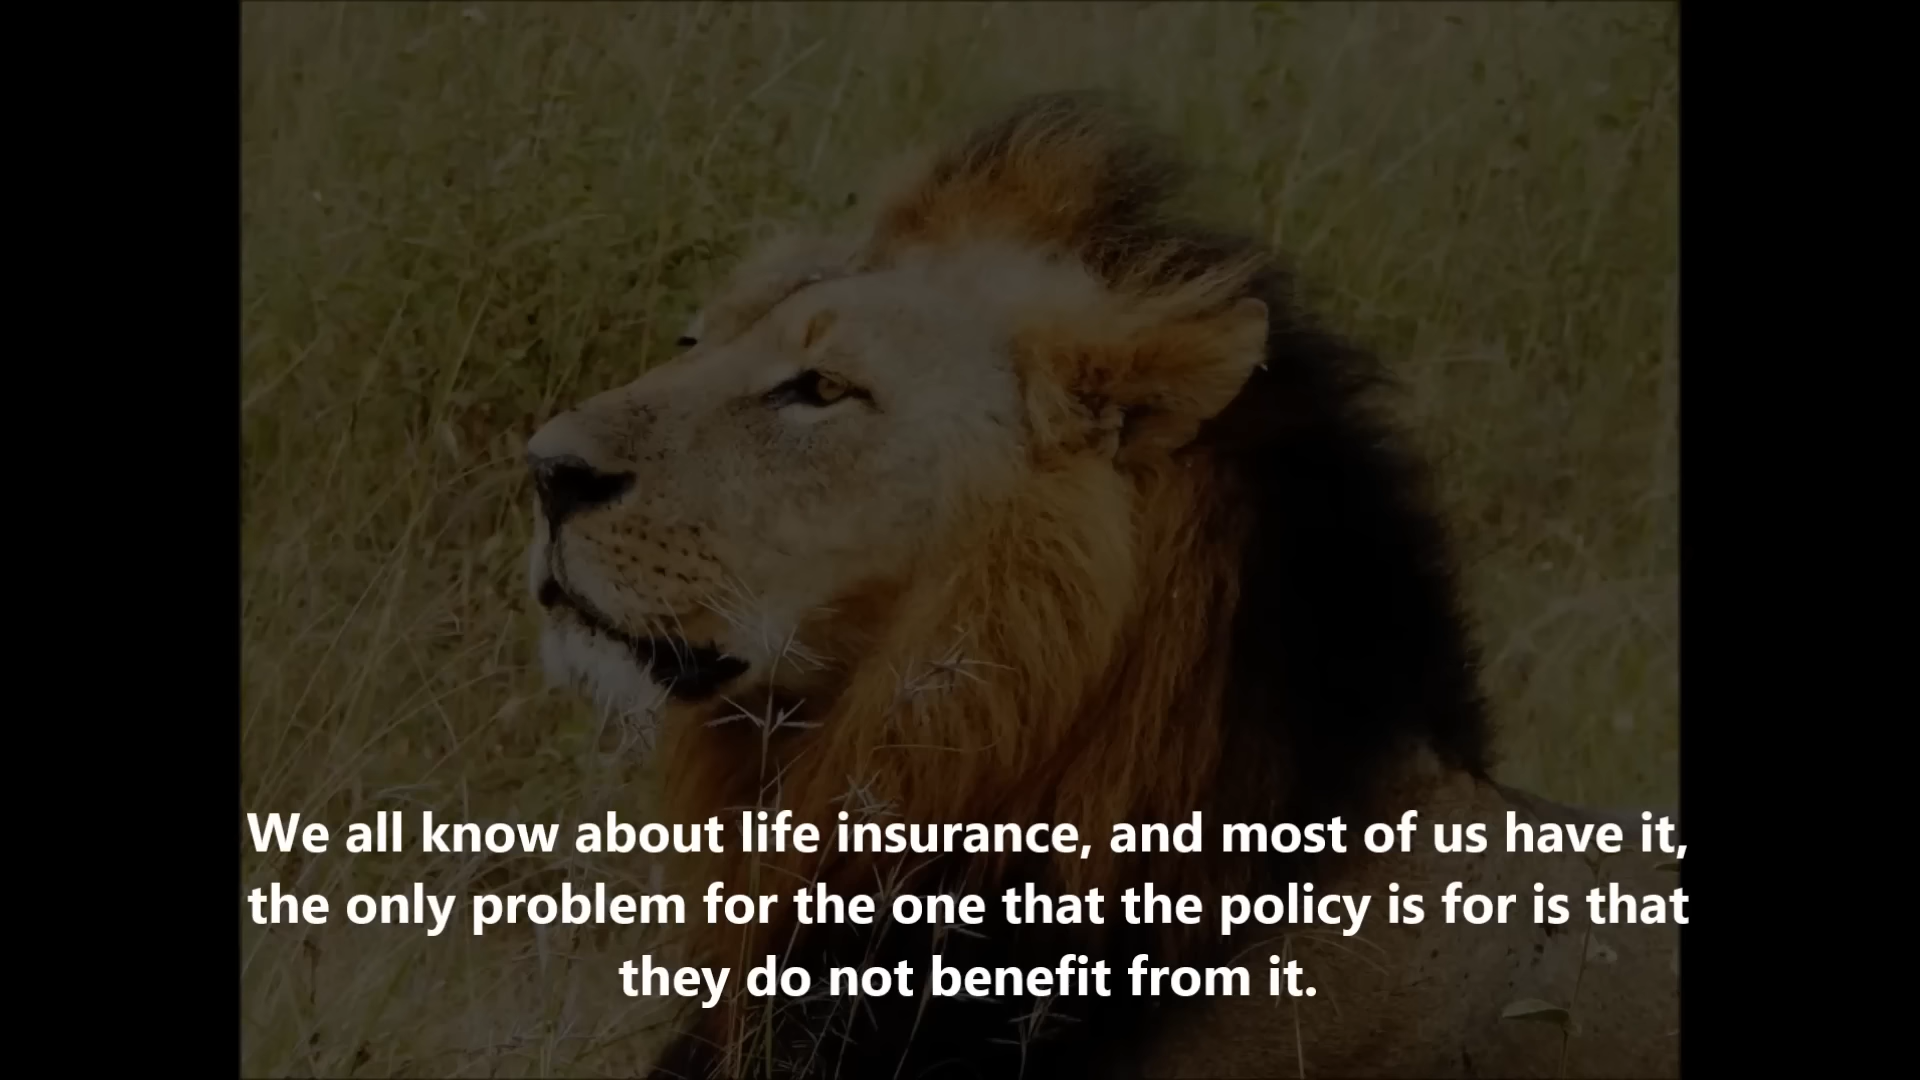 We all know about life insurance, and most of us have it,
the only problem for the one that the policy is for is that
they do not benefit from it.